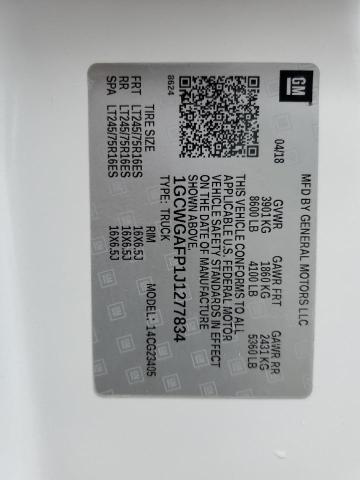 GM
MFD BY GENERAL MOTORS LLC
04/18
GVWR GAWR FRT GAWR RR
3901 KG 1860 KG 2431 KG
8600 LB 4100 LB 5360 LB
THIS VEHICLE CONFORMS TO ALL
APPLICABLE U.S. FEDERAL MOTOR
VEHICLE SAFETY STANDARDS IN EFFECT
ON THE DATE OF MANUFACTURE
SHOWN ABOVE.
1GCWGAFP1J1277834
TYPE: TRUCK MODEL: 14CG23405
8624
TIRE SIZE RIM
FRT LT245/75R16ES 16X6.5J
RR LT245/75R16ES 16X6.5J
SPA LT245/75R16ES 16X6.5J